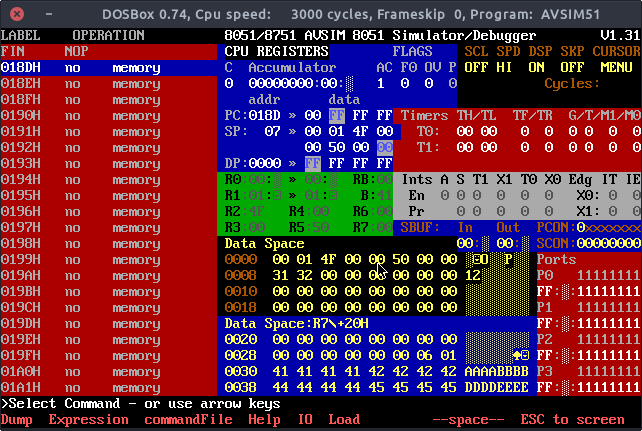 DOSBox 0.74, Cpu speed: 3000 cycles, Frameskip 0, Program: AVSIM51
LABEL OPERATION 8051/8751 AVSIM 8051 Simulator/Debugger V1.31
FIN NOP CPU REGISTERS FLAGS SCL SPD DSP SKP CURSOR
018DH no memory C Accumulator AC F0 OV P OFF HI ON OFF MENU
018EH no memory 0 00000000:00: 1 0 0 0 Cycles:
018FH no memory addr data
0190H no memory PC:018D » 00 FF FF FF Timers TH/TL TF/TR G/T/M1/M0
0191H no memory SP: 07 » 00 01 4F 00 T0: 00 00 0 0 0 0 0 0
0192H no memory 00 50 00 00 T1: 00 00 0 0 0 0 0 0
0193H no memory DP:0000 » FF FF FF FF
0194H no memory R0:00: » 00: RB:00 Ints A S T1 X1 T0 X0 Edg IT IE
0195H no memory R1:01: » 01: B:41 En 0 0 0 0 0 0 X0: 0 0
0196H no memory R2:4F R4:00 R6:00 Pr 0 0 0 0 0 X1: 0 0
0197H no memory R3:00 R5:50 R7:00 SBUF: In Out PCON:0xxxxxxx
0198H no memory Data Space 00: 00: SCON:00000000
0199H no memory 0000 00 01 4F 00 00 50 00 00 O P Ports
019AH no memory 0008 31 32 00 00 00 00 00 00 12 P0 11111111
019BH no memory 0010 00 00 00 00 00 00 00 00 FF: :11111111
019CH no memory 0018 00 00 00 00 00 00 00 00 P1 11111111
019DH no memory Data Space:R7\+20H FF: :11111111
019EH no memory 0020 00 00 00 00 00 00 00 00 P2 11111111
019FH no memory 0028 00 00 00 00 00 00 06 01 FF: :11111111
01A0H no memory 0030 41 41 41 41 42 42 42 42 AAAABBBB P3 11111111
01A1H no memory 0038 44 44 44 44 45 45 45 45 DDDDEEEE FF: :11111111
>Select Command - or use arrow keys
Dump Expression commandFile Help IO Load --space-- ESC to screen